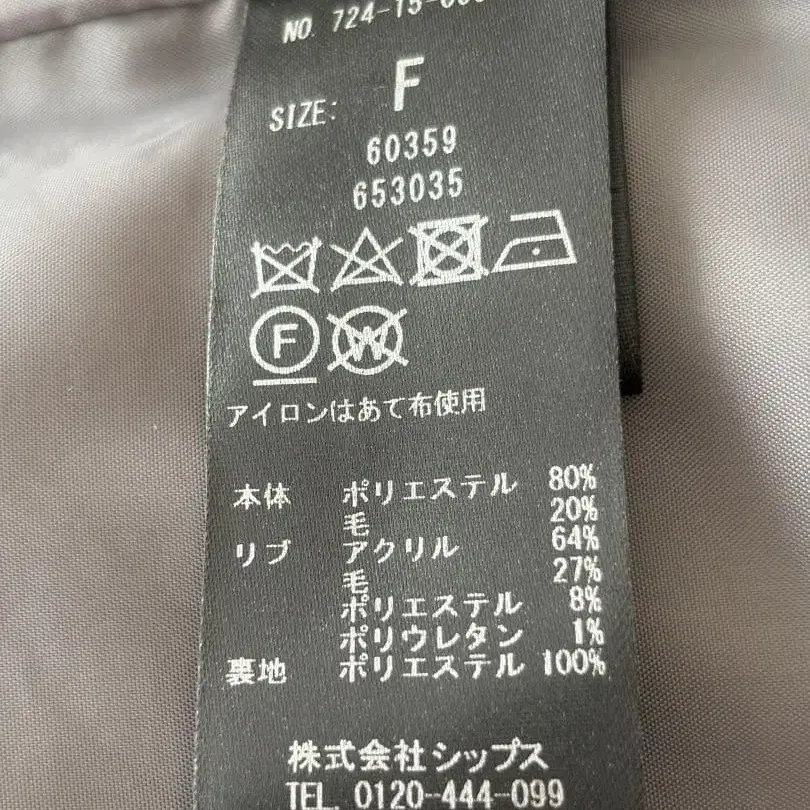 NO. 724-15-
SIZE: F
60359
653035
F W
アイロンはあて布使用
本体 ポリエステル 80%
毛 20%
リブ アクリル 64%
毛 27%
ポリエステル 8%
ポリウレタン 1%
裏地 ポリエステル 100%
株式会社シップス
TEL. 0120-444-099